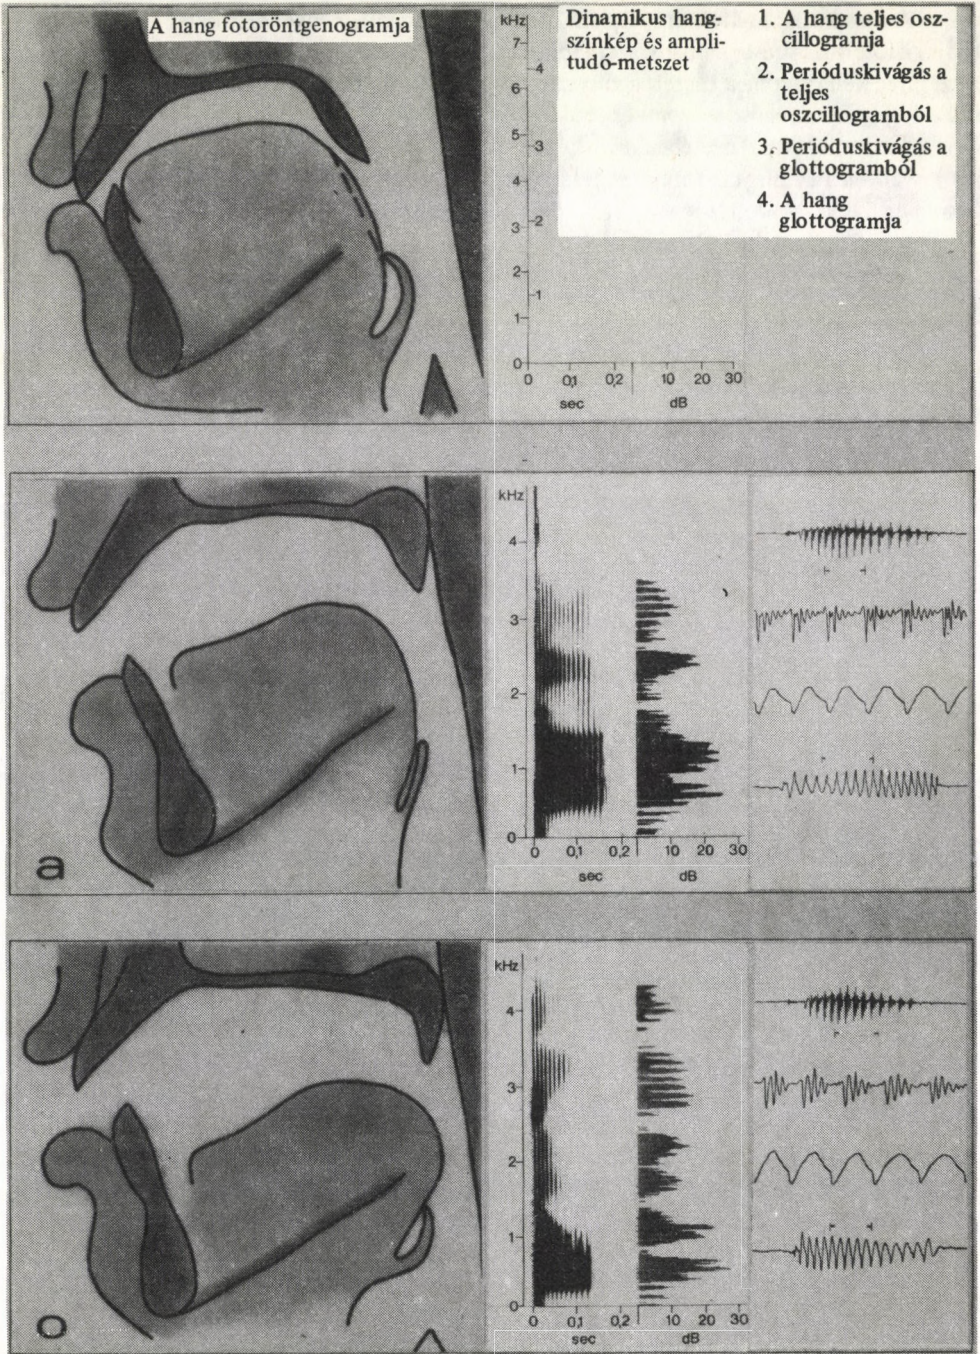 A hang fotoröntgenogramja
kHz
7
4
6
5
3
4
3
2
2
1
1
0
0 0,1 0,2 10 20 30
sec dB
Dinamikus hang-
színkép és ampli-
tudó-metszet
1. A hang teljes osz-
cillogramja
2. Perióduskivágás a
teljes
oszcillogramból
3. Perióduskivágás a
glottogramból
4. A hang
glottogramja
a
kHz
4
3
2
1
0
0 0,1 0,2 10 20 30
sec dB
o
kHz
4
3
2
1
0
0 0,1 0,2 10 20 30
sec dB